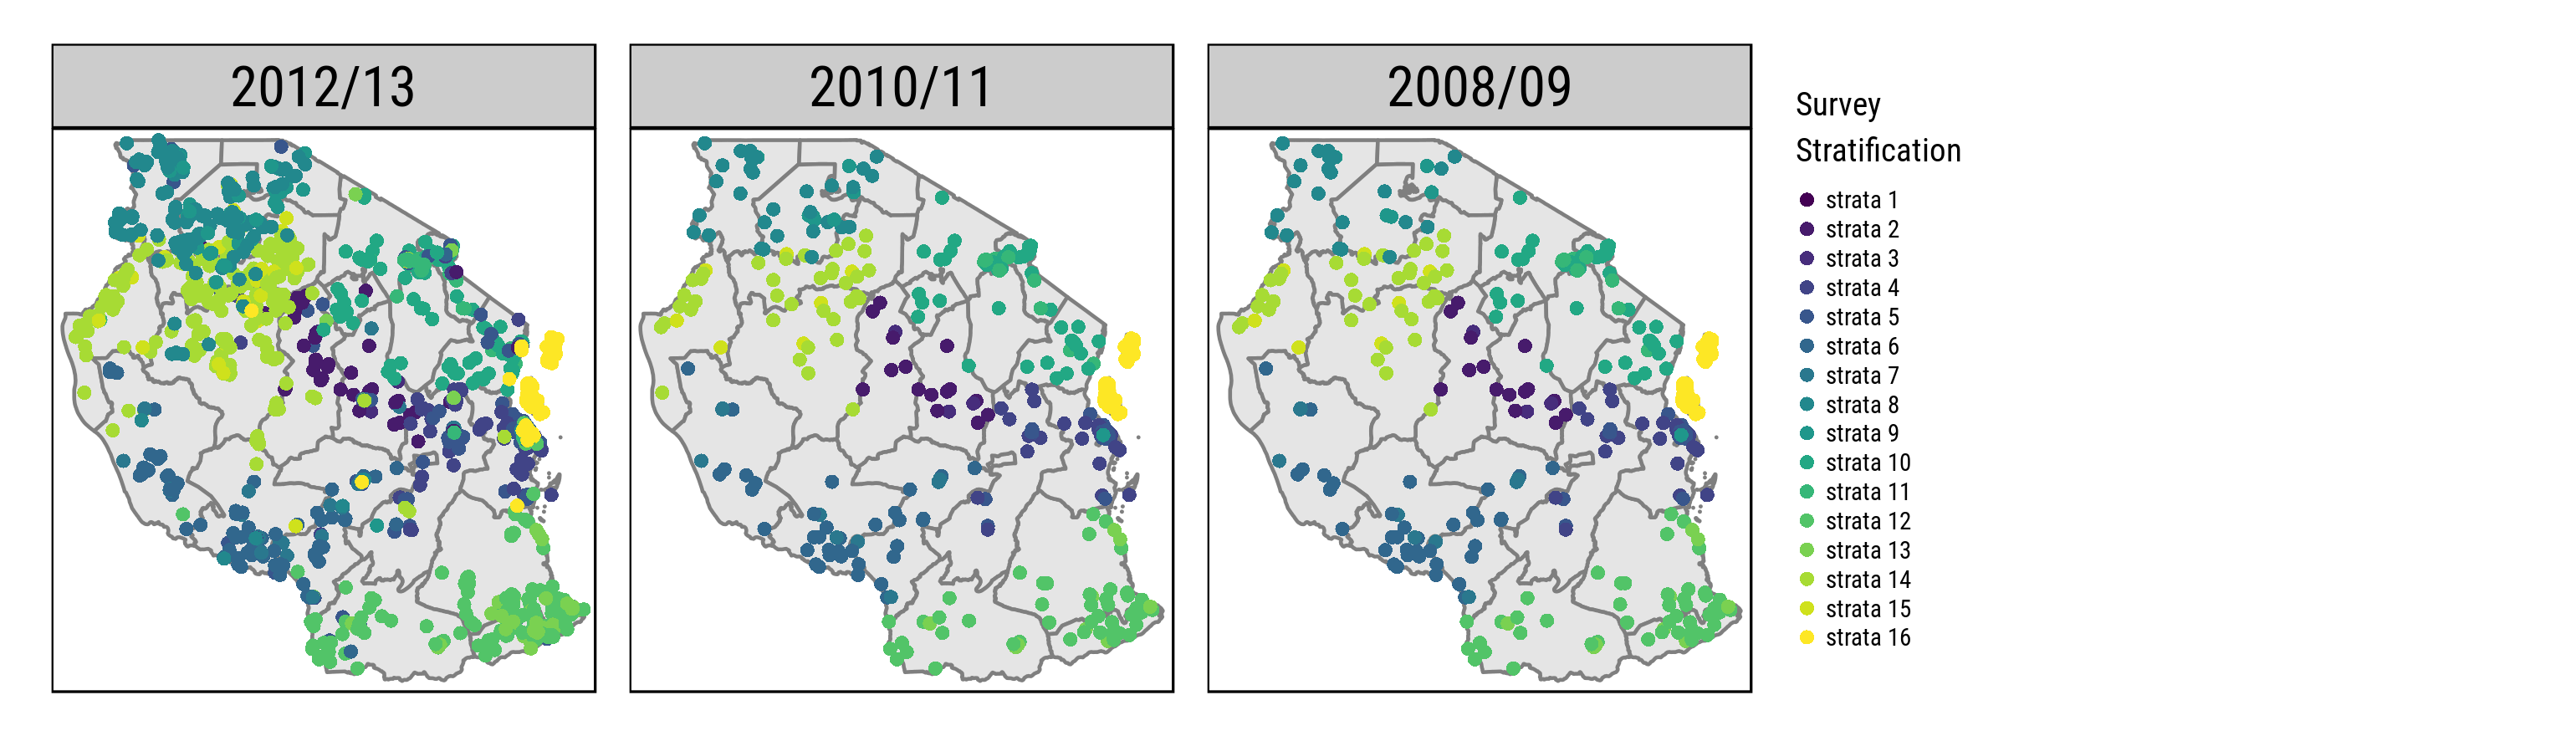 2012/13
2010/11
2008/09
Survey
Stratification
strata 1
strata 2
strata 3
strata 4
strata 5
strata 6
strata 7
strata 8
strata 9
strata 10
strata 11
strata 12
strata 13
strata 14
strata 15
strata 16